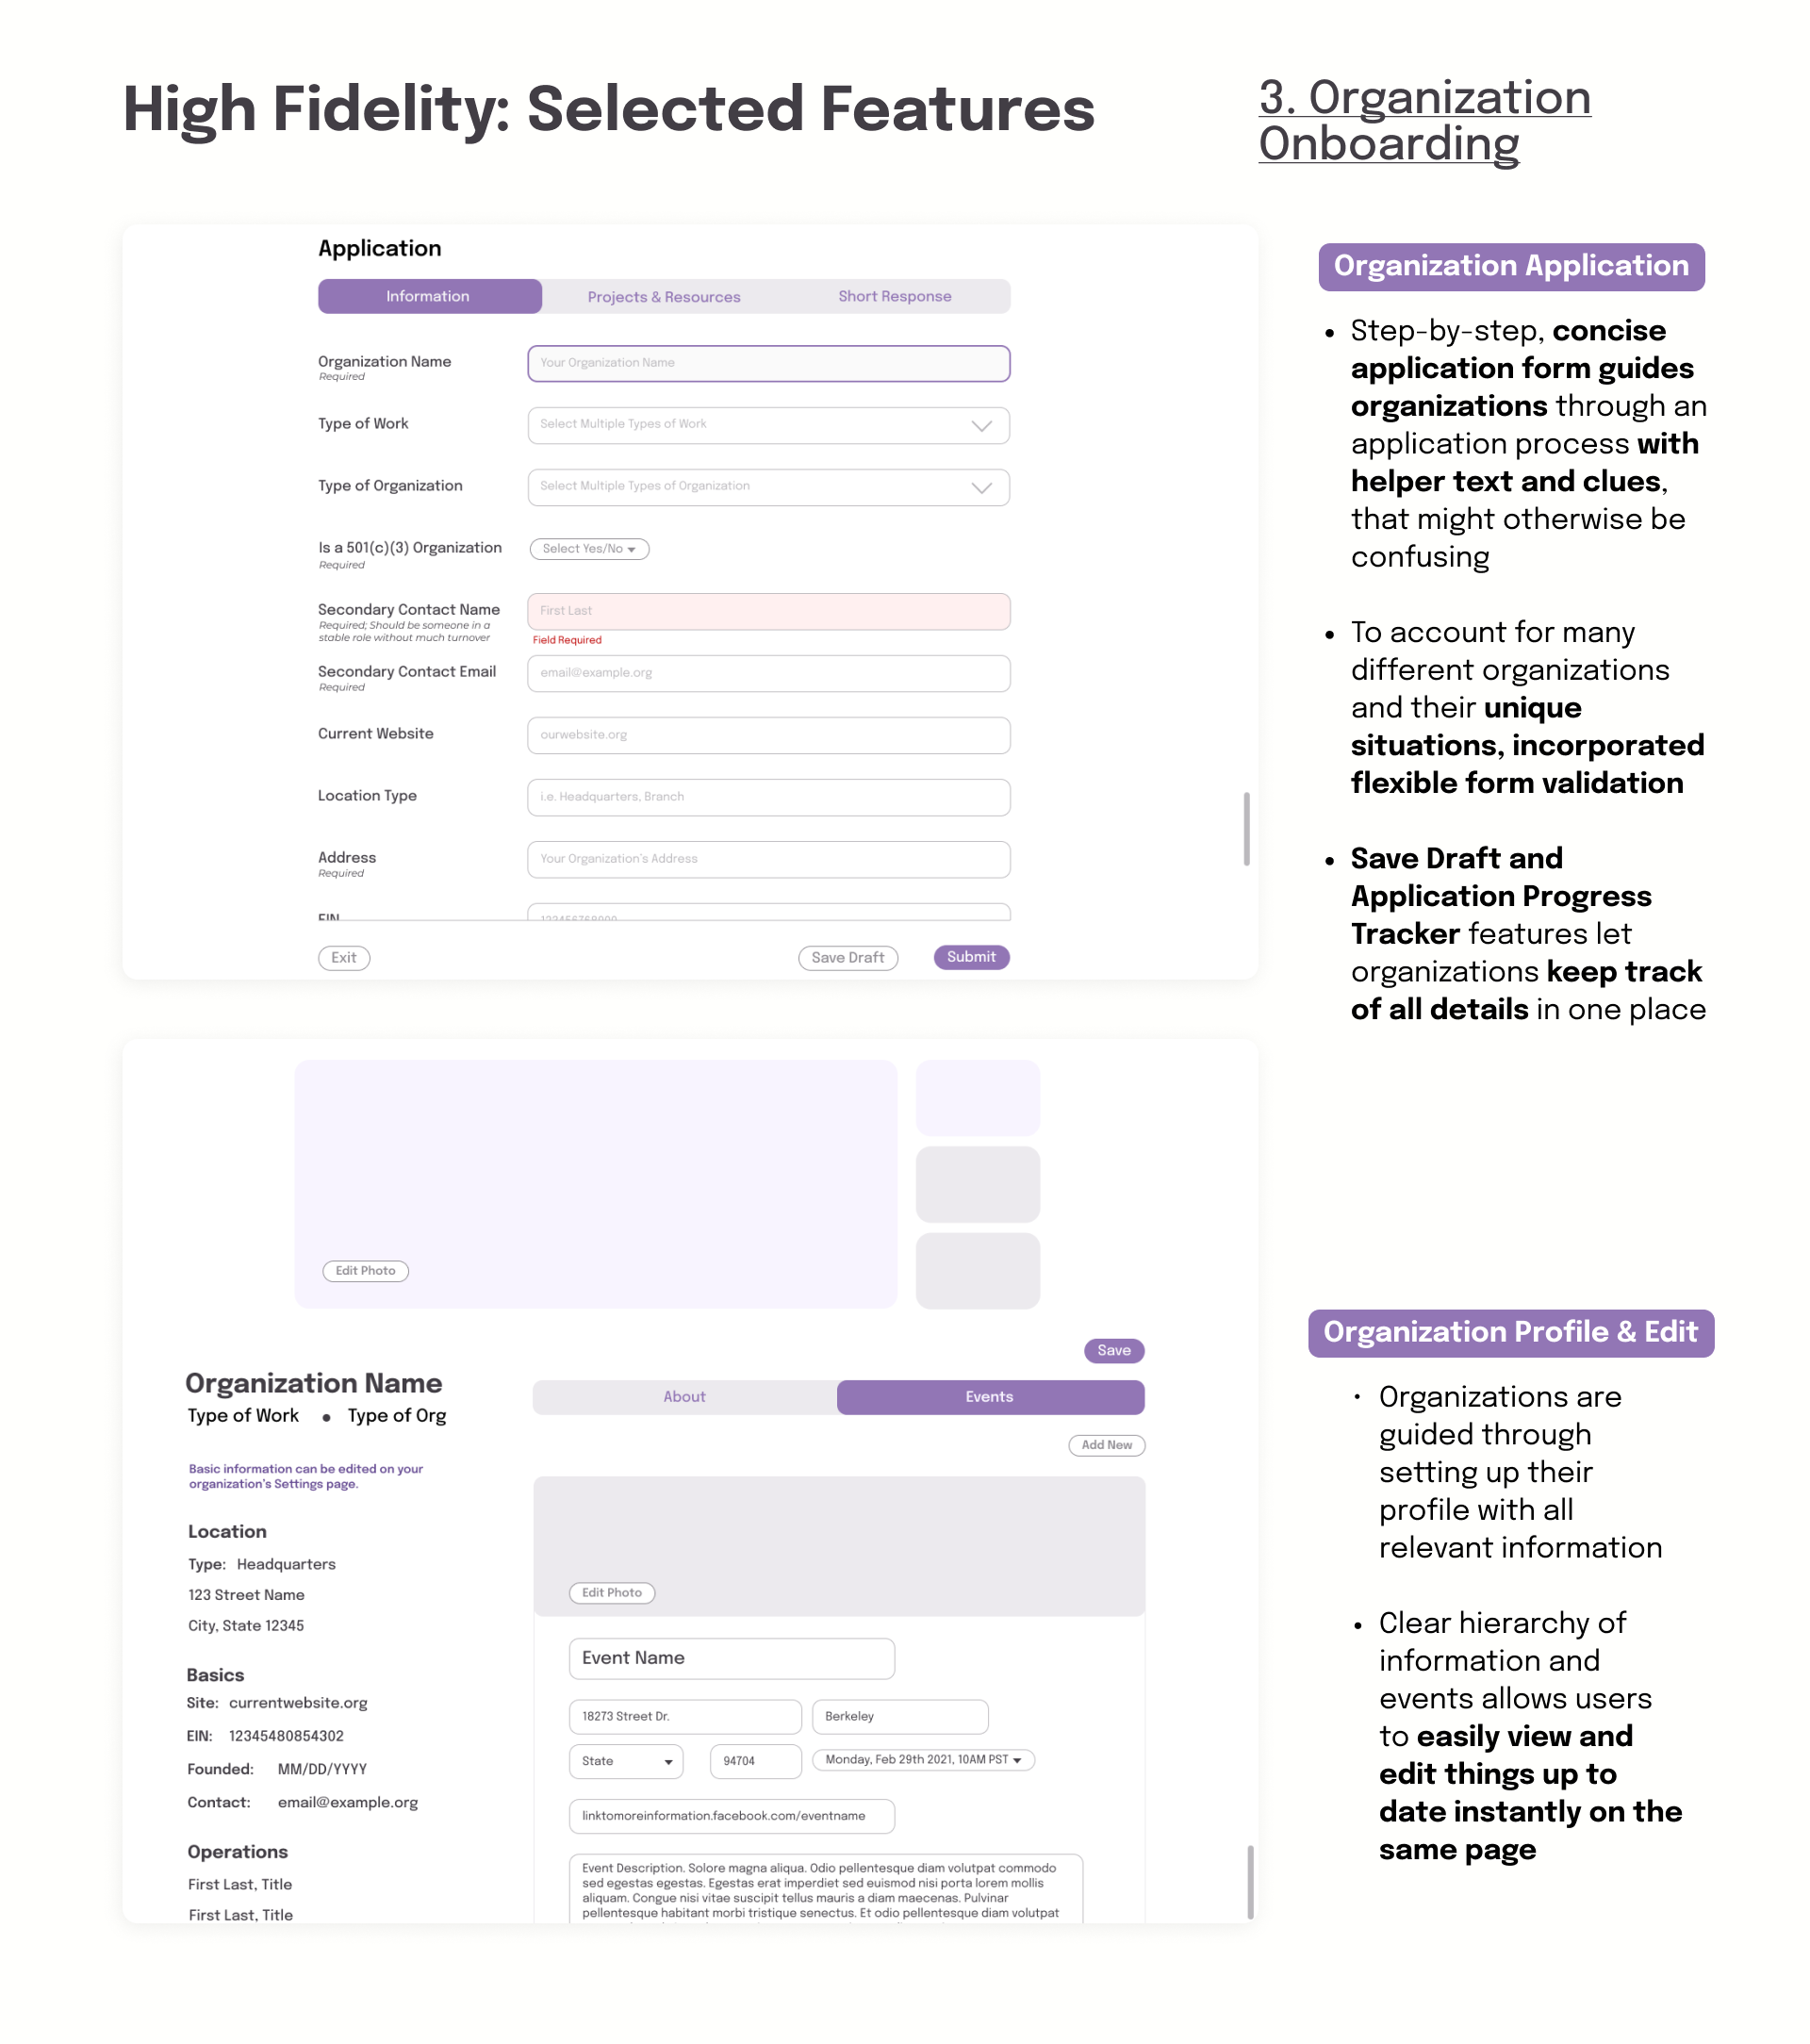 High Fidelity: Selected Features
3. Organization
Onboarding
Application
Information
Projects & Resources
Short Response
Organization Name
Required
Your Organization Name
Type of Work
Select Multiple Types of Work
Type of Organization
Select Multiple Types of Organization
Is a 501(c)(3) Organization
Required
Select Yes/No
Secondary Contact Name
Required; Should be someone in a
stable role without much turnover
First Last
Field Required
Secondary Contact Email
Required
email@example.org
Current Website
ourwebsite.org
Location Type
i.e. Headquarters, Branch
Address
Required
Your Organization's Address
EIN
Exit
Save Draft
Submit
Organization Application
• Step-by-step, concise
application form guides
organizations through an
application process with
helper text and clues,
that might otherwise be
confusing
• To account for many
different organizations
and their unique
situations, incorporated
flexible form validation
• Save Draft and
Application Progress
Tracker features let
organizations keep track
of all details in one place
Edit Photo
Save
Organization Name
Type of Work • Type of Org
Basic information can be edited on your
organization's Settings page.
Location
Type: Headquarters
123 Street Name
City, State 12345
Basics
Site: currentwebsite.org
EIN: 12345480854302
Founded: MM/DD/YYYY
Contact: email@example.org
Operations
First Last, Title
First Last, Title
About
Events
Add New
Edit Photo
Event Name
18273 Street Dr.
Berkeley
State
94704
Monday, Feb 29th 2021, 10AM PST
linktomoreinformation.facebook.com/eventname
Event Description. Solore magna aliqua. Odio pellentesque diam volutpat commodo
sed egestas egestas. Egestas erat imperdiet sed euismod nisi porta lorem mollis
aliquam. Congue nisi vitae suscipit tellus mauris a diam maecenas. Pulvinar
pellentesque habitant morbi tristique senectus. Et odio pellentesque diam volutpat
Organization Profile & Edit
• Organizations are
guided through
setting up their
profile with all
relevant information
• Clear hierarchy of
information and
events allows users
to easily view and
edit things up to
date instantly on the
same page